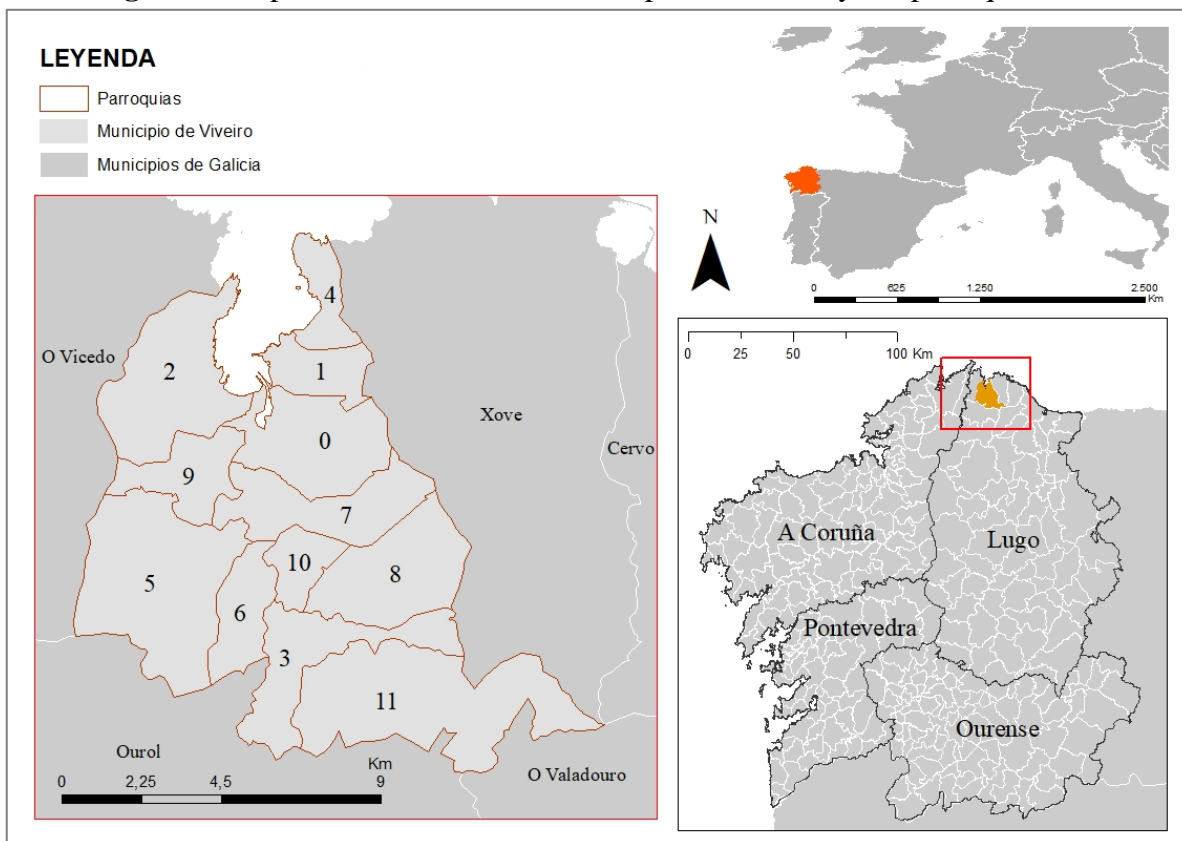 LEYENDA
Parroquias
Municipio de Viveiro
Municipios de Galicia
4
O Vicedo
2
1
Xove
0
Cervo
9
7
10
5
8
6
3
11
Ourol
Km
0 2,25 4,5 9
O Valadouro
N
0 625 1.250 2.500
Km
0 25 50 100 Km
A Coruña
Lugo
Pontevedra
Ourense